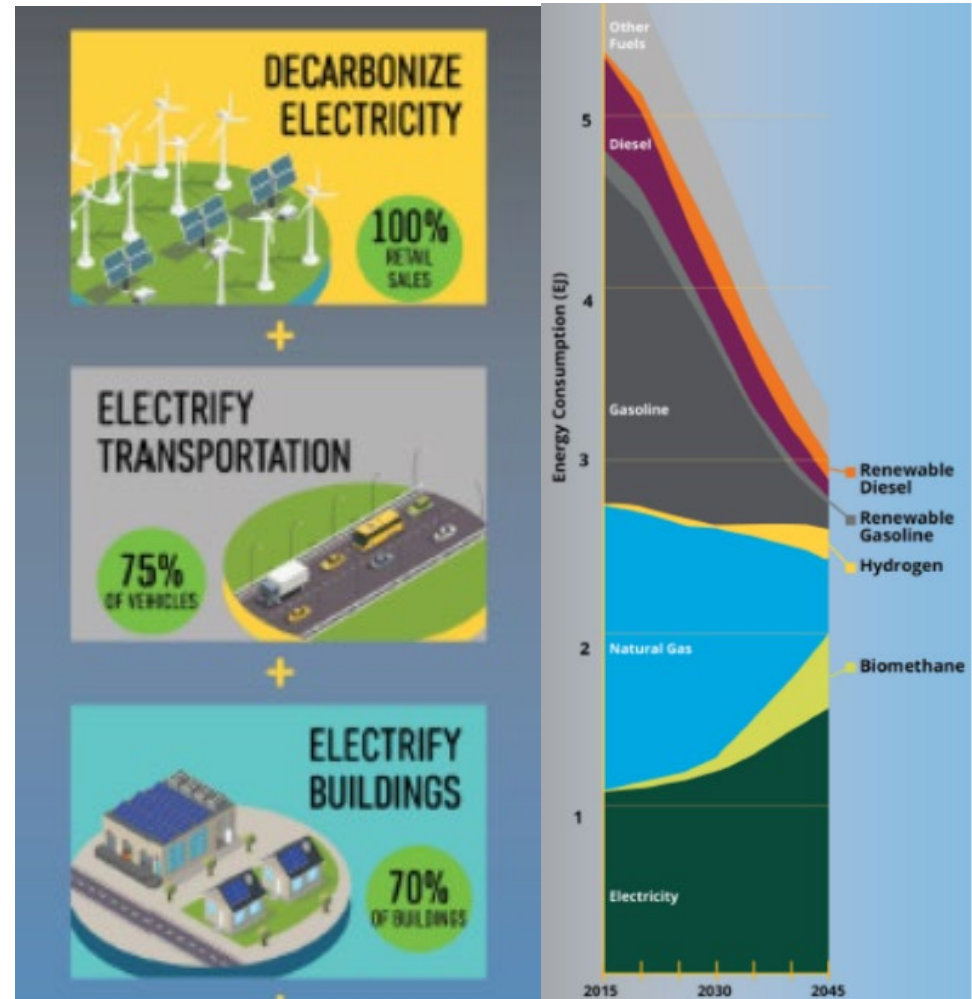 DECARBONIZE
ELECTRICITY
100%
RETAIL
SALES
+
ELECTRIFY
TRANSPORTATION
75%
OF VEHICLES
+
ELECTRIFY
BUILDINGS
70%
OF BUILDINGS
Energy Consumption (EJ)
5
4
3
2
1
Other
Fuels
Diesel
Gasoline
Natural Gas
Electricity
Renewable
Diesel
Renewable
Gasoline
Hydrogen
Biomethane
2015
2030
2045